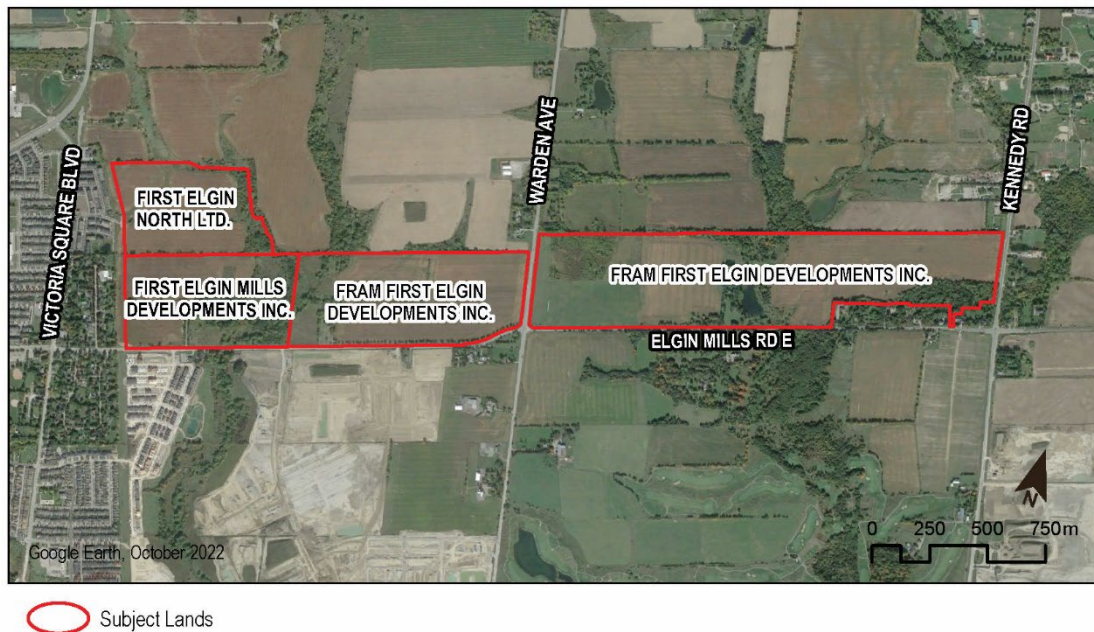 VICTORIA SQUARE BLVD
WARDEN AVE
KENNEDY RD
FIRST ELGIN
NORTH LTD.
FIRST ELGIN MILLS
DEVELOPMENTS INC.
FRAM FIRST ELGIN
DEVELOPMENTS INC.
FRAM FIRST ELGIN DEVELOPMENTS INC.
ELGIN MILLS RD E
N
0 250 500 750 m
Google Earth, October 2022
Subject Lands